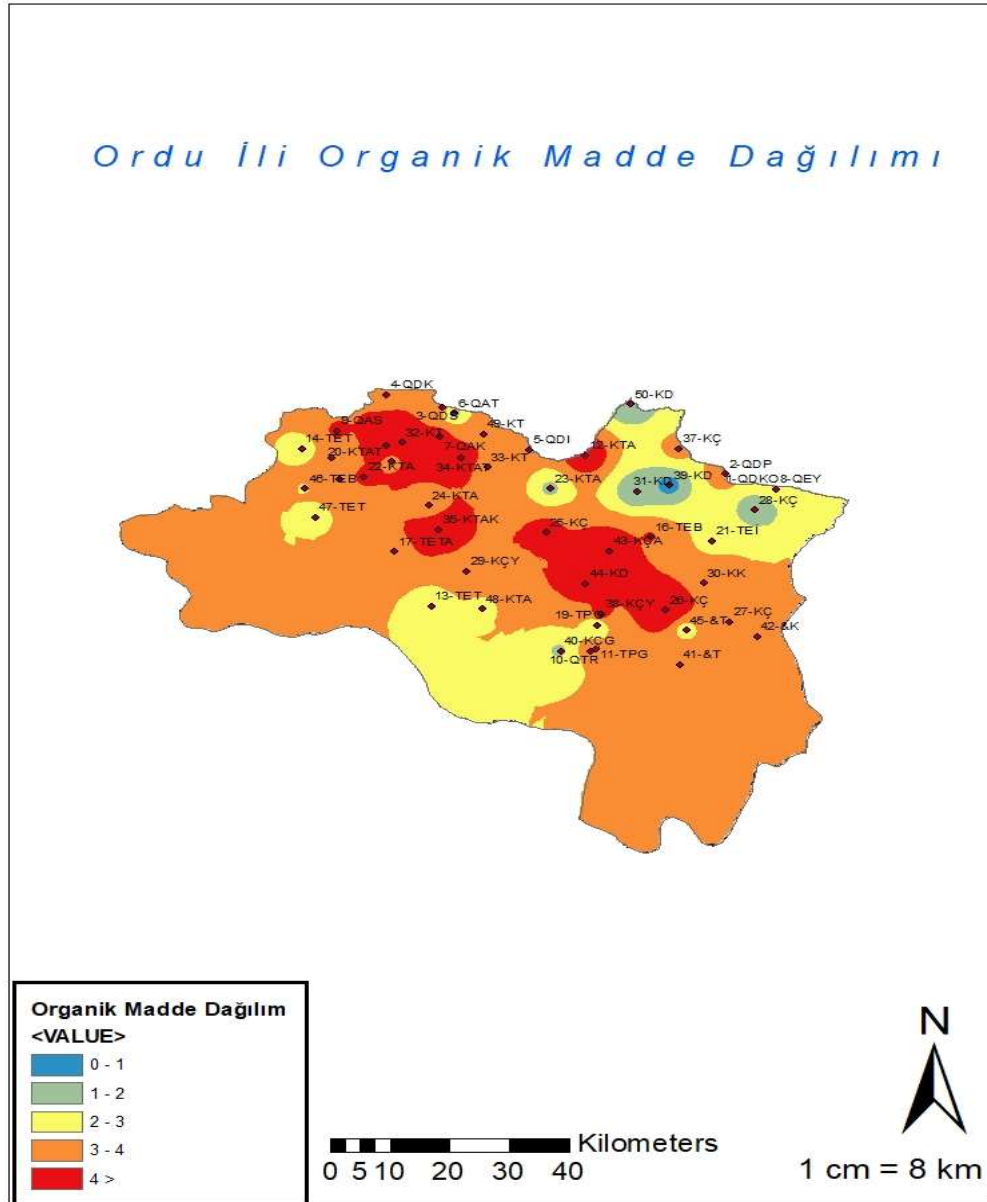 Ordu İli Organik Madde Dağılımı
4-QDK
50-KD
6-QAT
3-QDS
9-QAS
32-KT
49-KT
14-TET
7-QAK
5-QDI
12-KTA
37-KÇ
20-KTAT
33-KT
22-KTA
34-KTAT
2-QDP
46-TEB
23-KTA
31-KD
39-KD
1-QDKO
8-QEY
24-KTA
28-KÇ
47-TET
35-KTAK
25-KÇ
16-TEB
17-TETA
43-KÇA
21-TEİ
29-KÇY
44-KD
30-KK
13-TET
48-KTA
38-KÇY
26-KÇ
19-TPG
45-&T
27-KÇ
42-&K
40-KCG
10-QTR
11-TPG
41-&T
Organik Madde Dağılım
<VALUE>
0 - 1
1 - 2
2 - 3
3 - 4
4 >
Kilometers
0 5 10 20 30 40
N
1 cm = 8 km